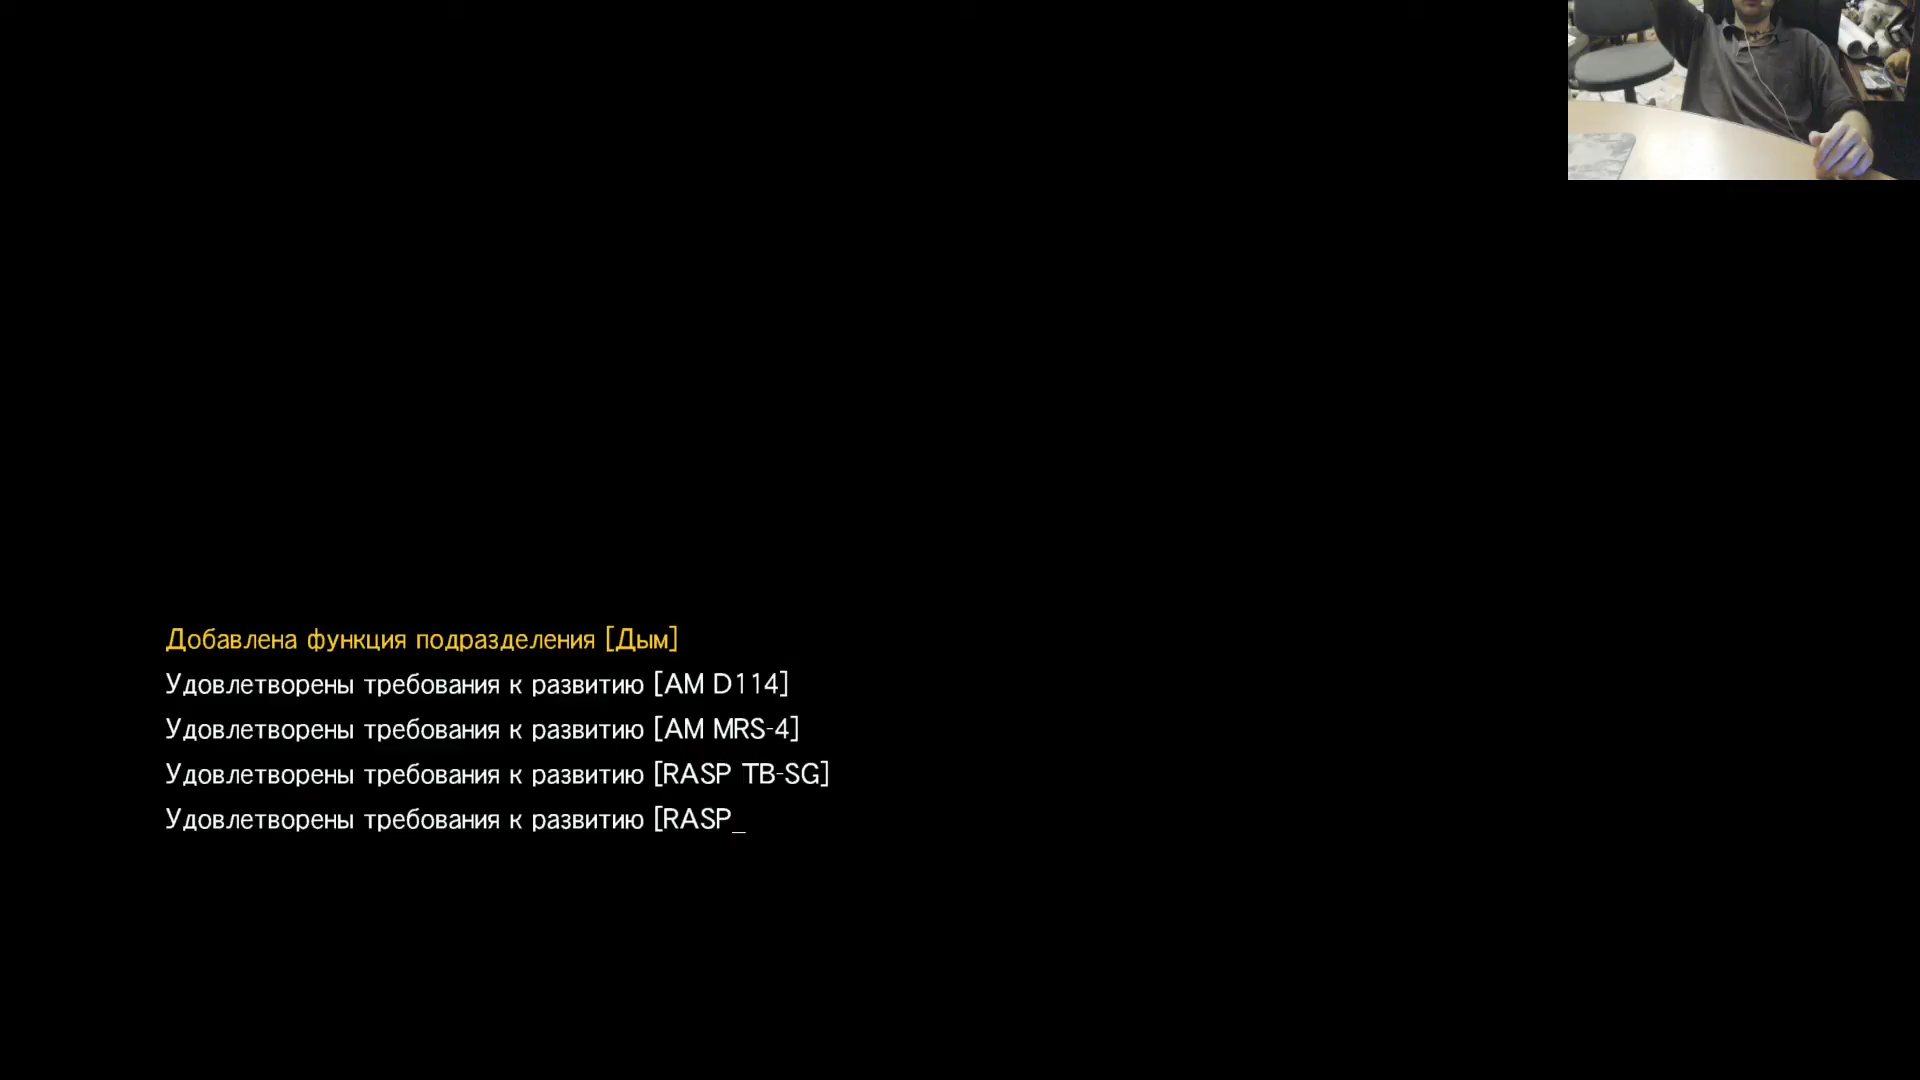 Добавлена функция подразделения [Дым]
Удовлетворены требования к развитию [AM D114]
Удовлетворены требования к развитию [AM MRS-4]
Удовлетворены требования к развитию [RASP TB-SG]
Удовлетворены требования к развитию [RASP_